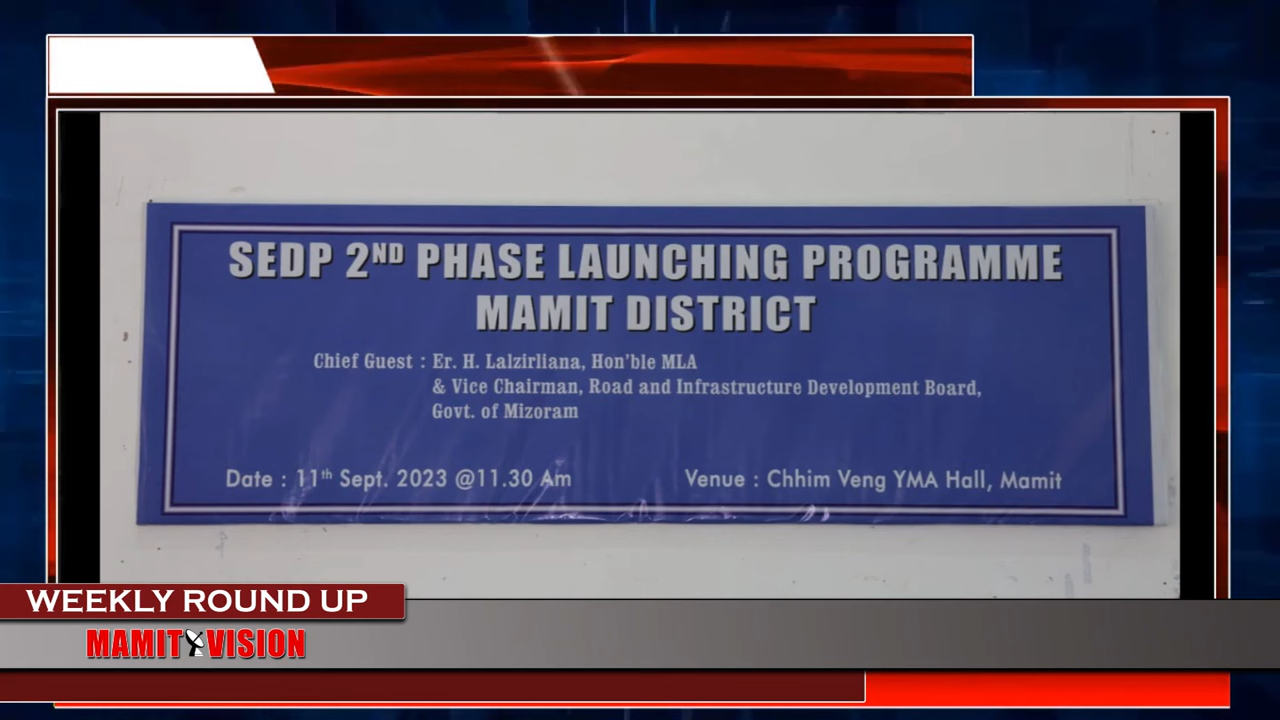 SEDP 2ND PHASE LAUNCHING PROGRAMME
MAMIT DISTRICT
Chief Guest : Er. H. Lalzirliana, Hon'ble MLA
& Vice Chairman, Road and Infrastructure Development Board,
Govt. of Mizoram
Date : 11th Sept. 2023 @11.30 Am Venue : Chhim Veng YMA Hall, Mamit
WEEKLY ROUND UP
MAMIT VISION